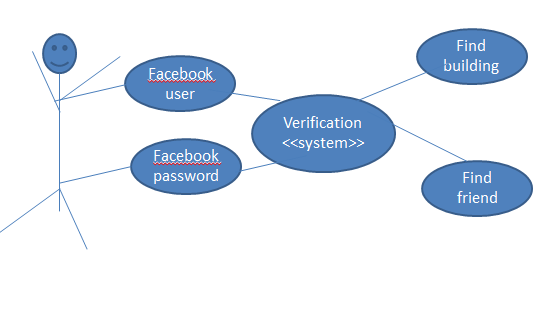 Facebook
user
Facebook
password
Verification
<<system>>
Find
building
Find
friend